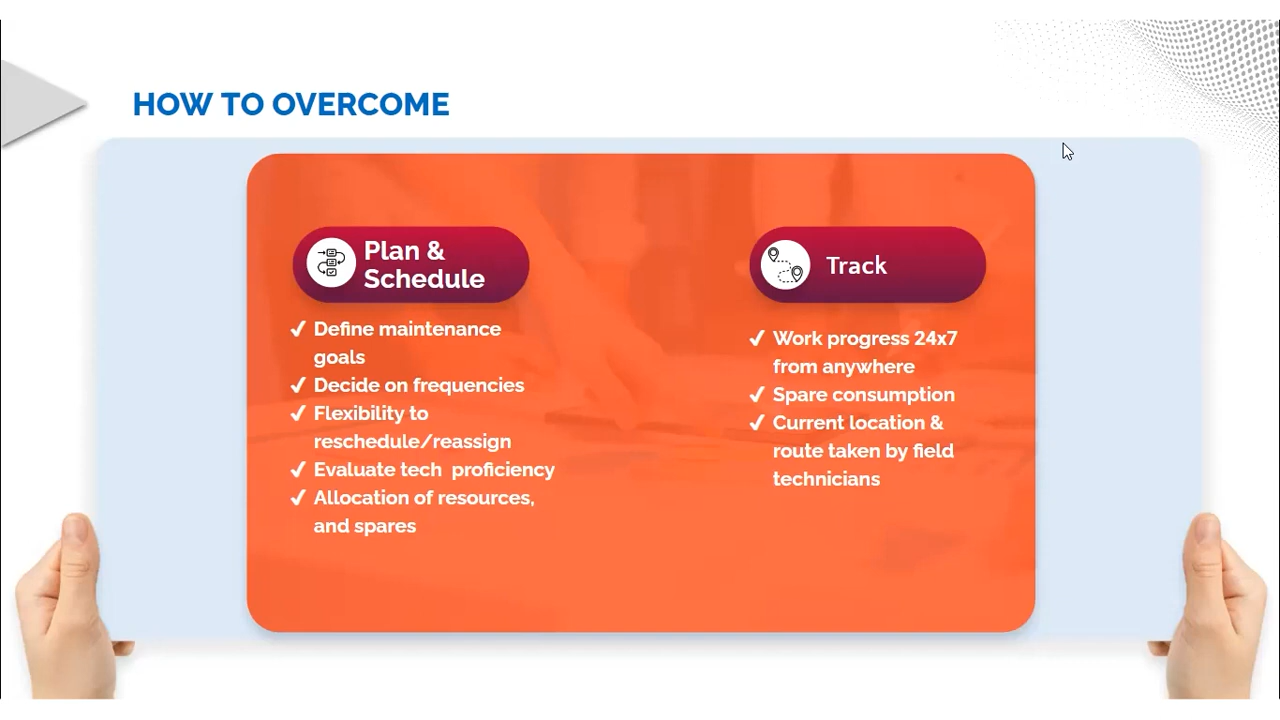 HOW TO OVERCOME
Plan &
Schedule
✓ Define maintenance
goals
✓ Decide on frequencies
✓ Flexibility to
reschedule/reassign
✓ Evaluate tech  proficiency
✓ Allocation of resources,
and spares
Track
✓ Work progress 24x7
from anywhere
✓ Spare consumption
✓ Current location &
route taken by field
technicians